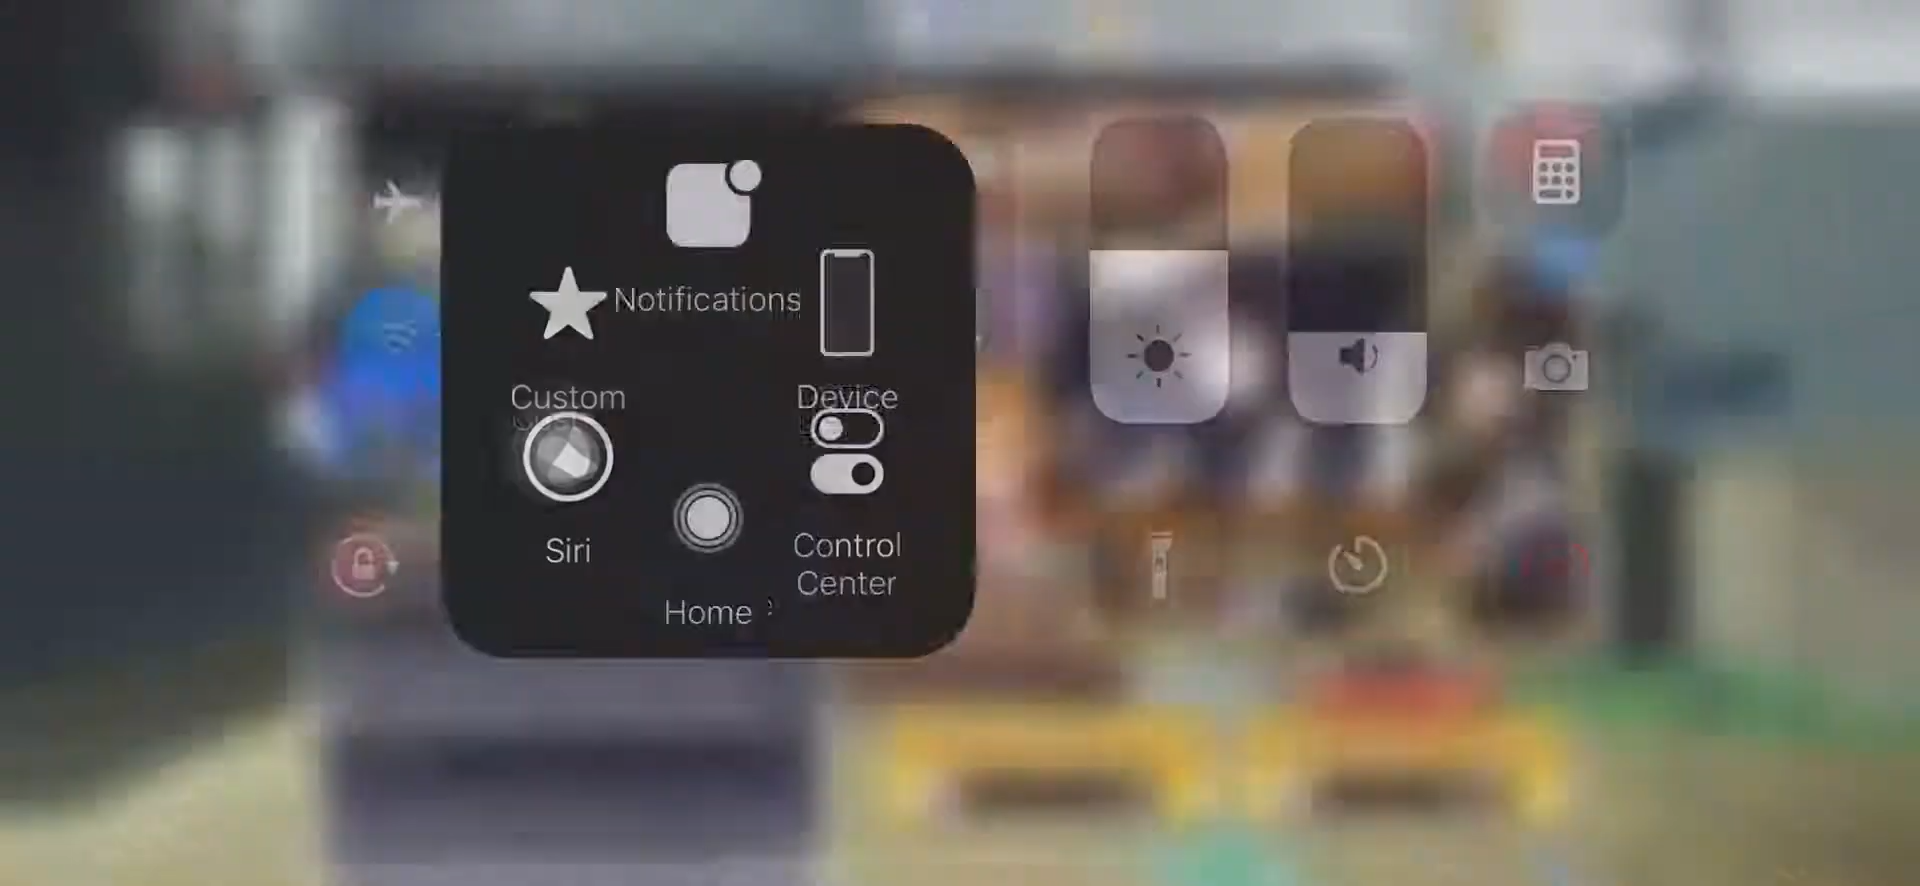 Notifications
Custom
Device
Siri
Control
Center
Home